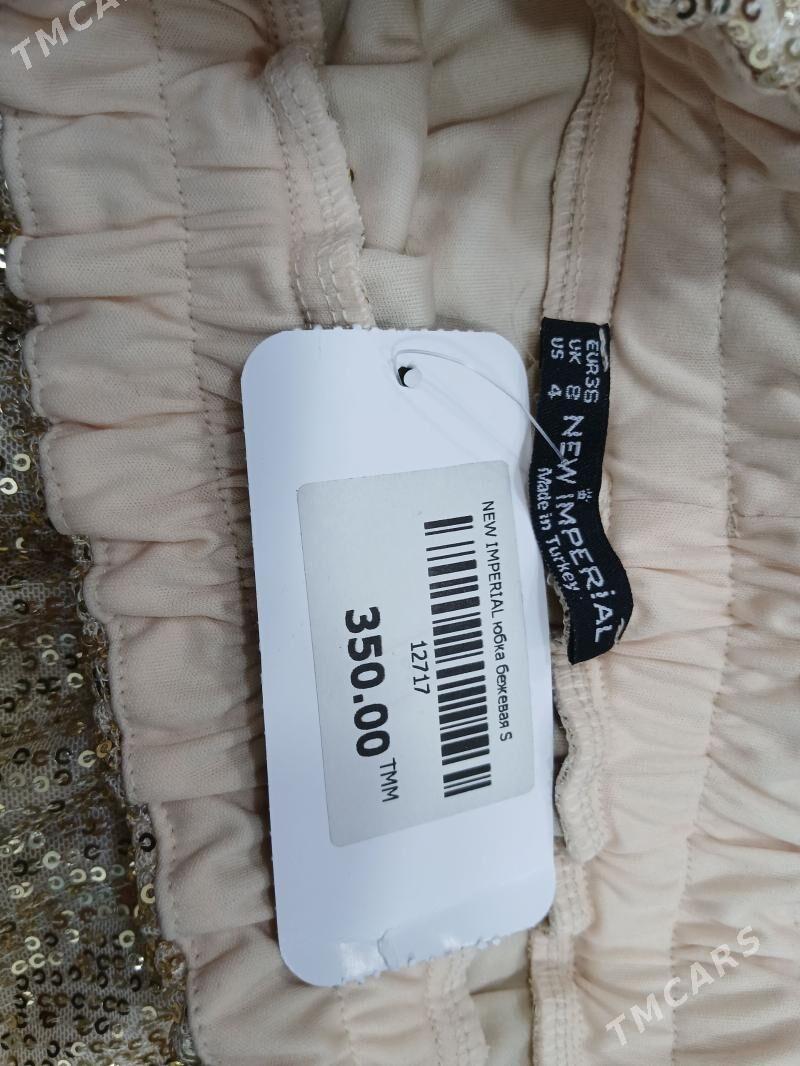 TMCARS
NEW IMPERIAL юбка бежевая S
12717
350.00 TMM
EUR36
UK 8
US 4
NEW iMPERiAL
Made in Turkey
TMCARS